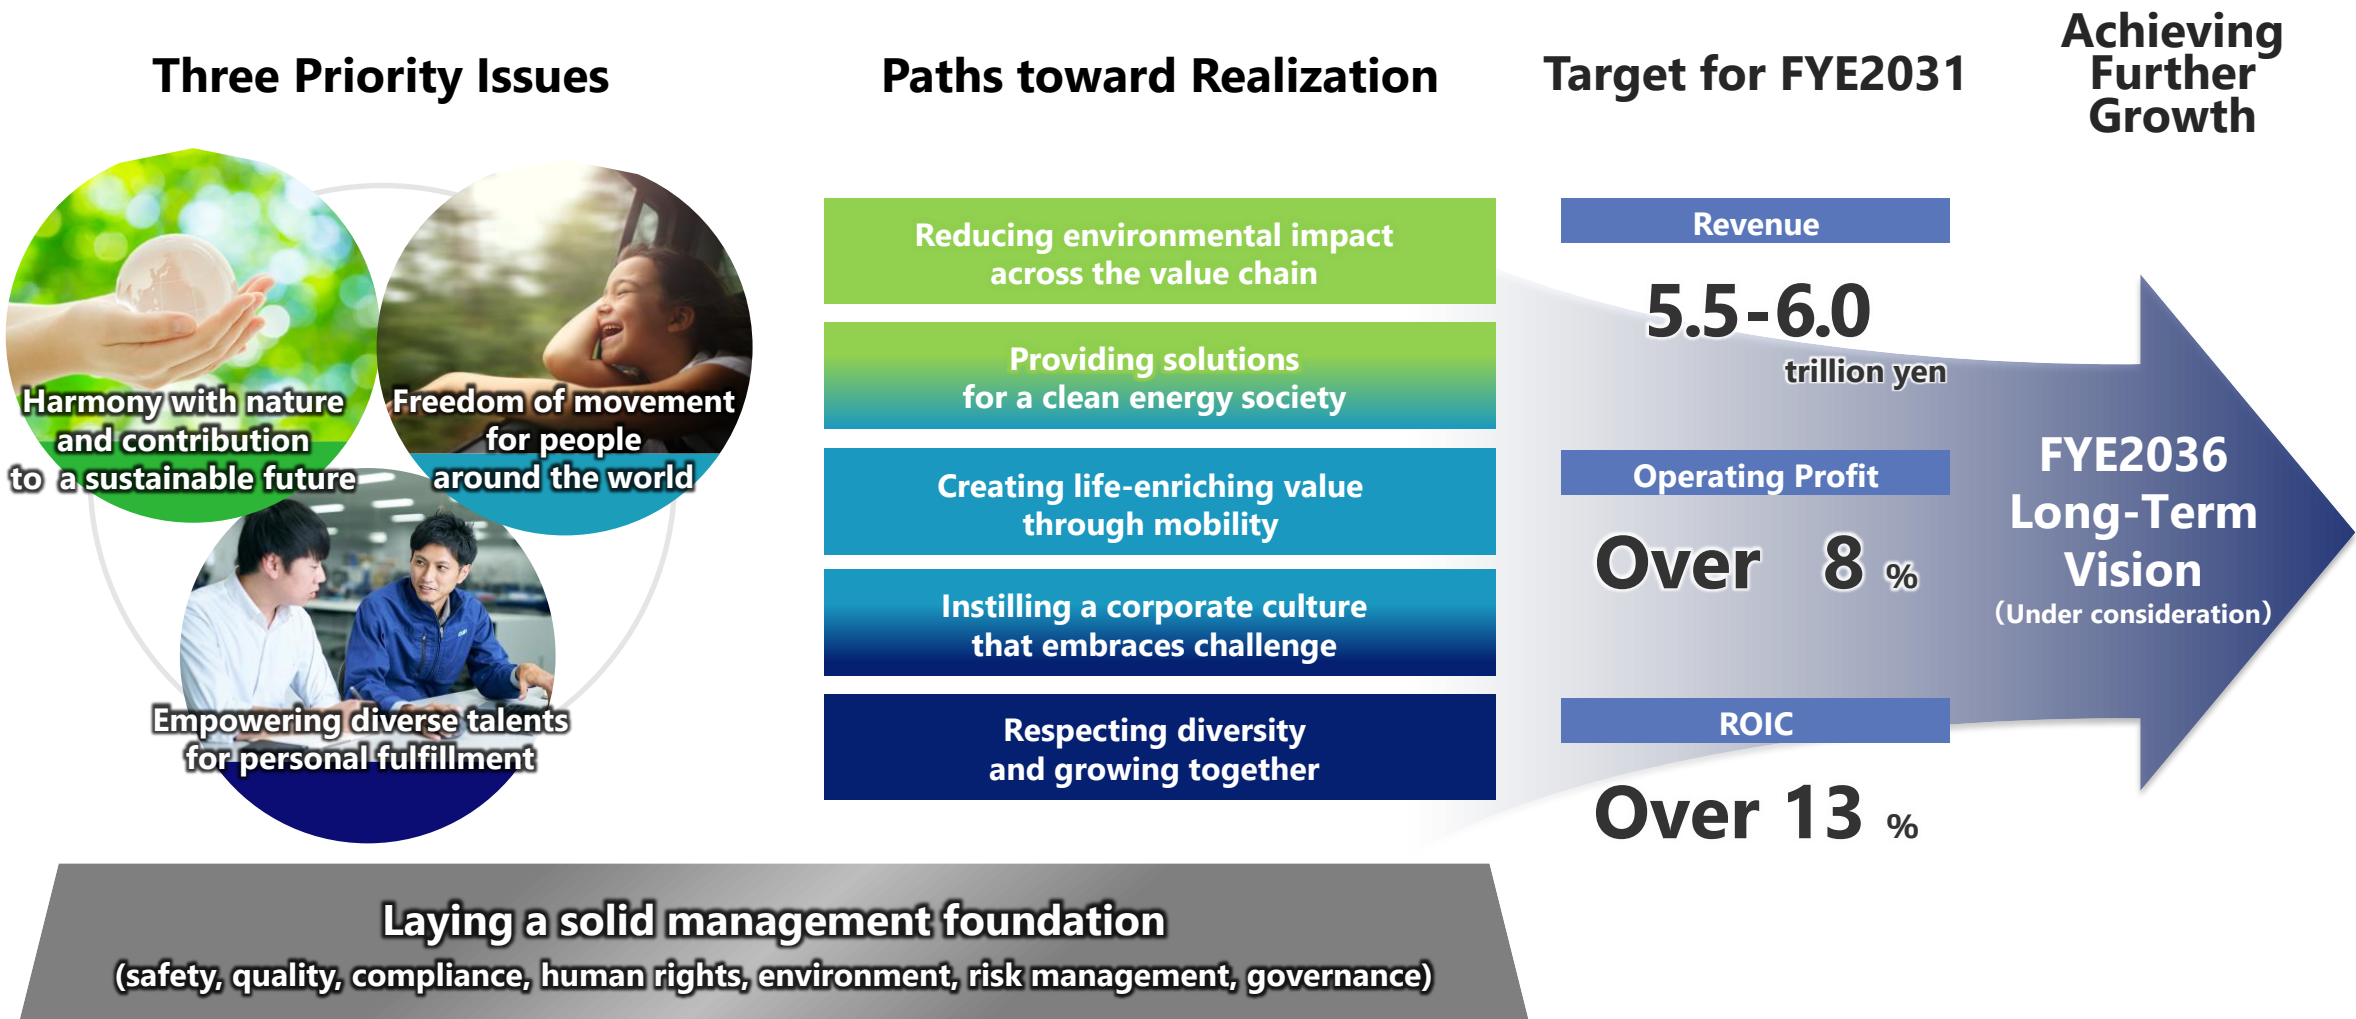 Three Priority Issues
Harmony with nature
and contribution
to a sustainable future
Freedom of movement
for people
around the world
Empowering diverse talents
for personal fulfillment
Paths toward Realization
Reducing environmental impact
across the value chain
Providing solutions
for a clean energy society
Creating life-enriching value
through mobility
Instilling a corporate culture
that embraces challenge
Respecting diversity
and growing together
Target for FYE2031
Revenue
5.5-6.0
trillion yen
Operating Profit
Over 8 %
ROIC
Over 13 %
Achieving
Further
Growth
FYE2036
Long-Term
Vision
(Under consideration)
Laying a solid management foundation
(safety, quality, compliance, human rights, environment, risk management, governance)